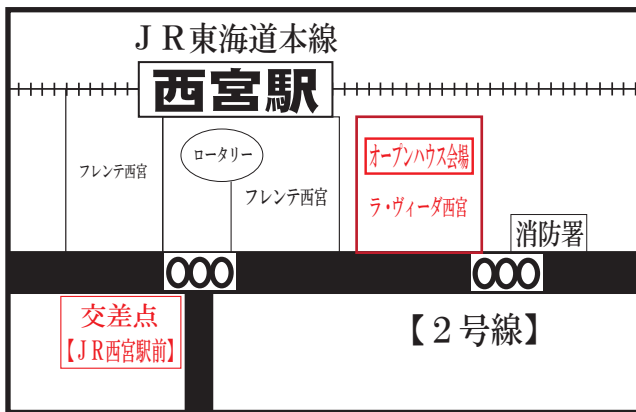 ＪＲ東海道本線
西宮駅
フレンテ西宮
ロータリー
フレンテ西宮
オープンハウス会場
ラ・ヴィーダ西宮
消防署
交差点
【ＪＲ西宮駅前】
【２号線】